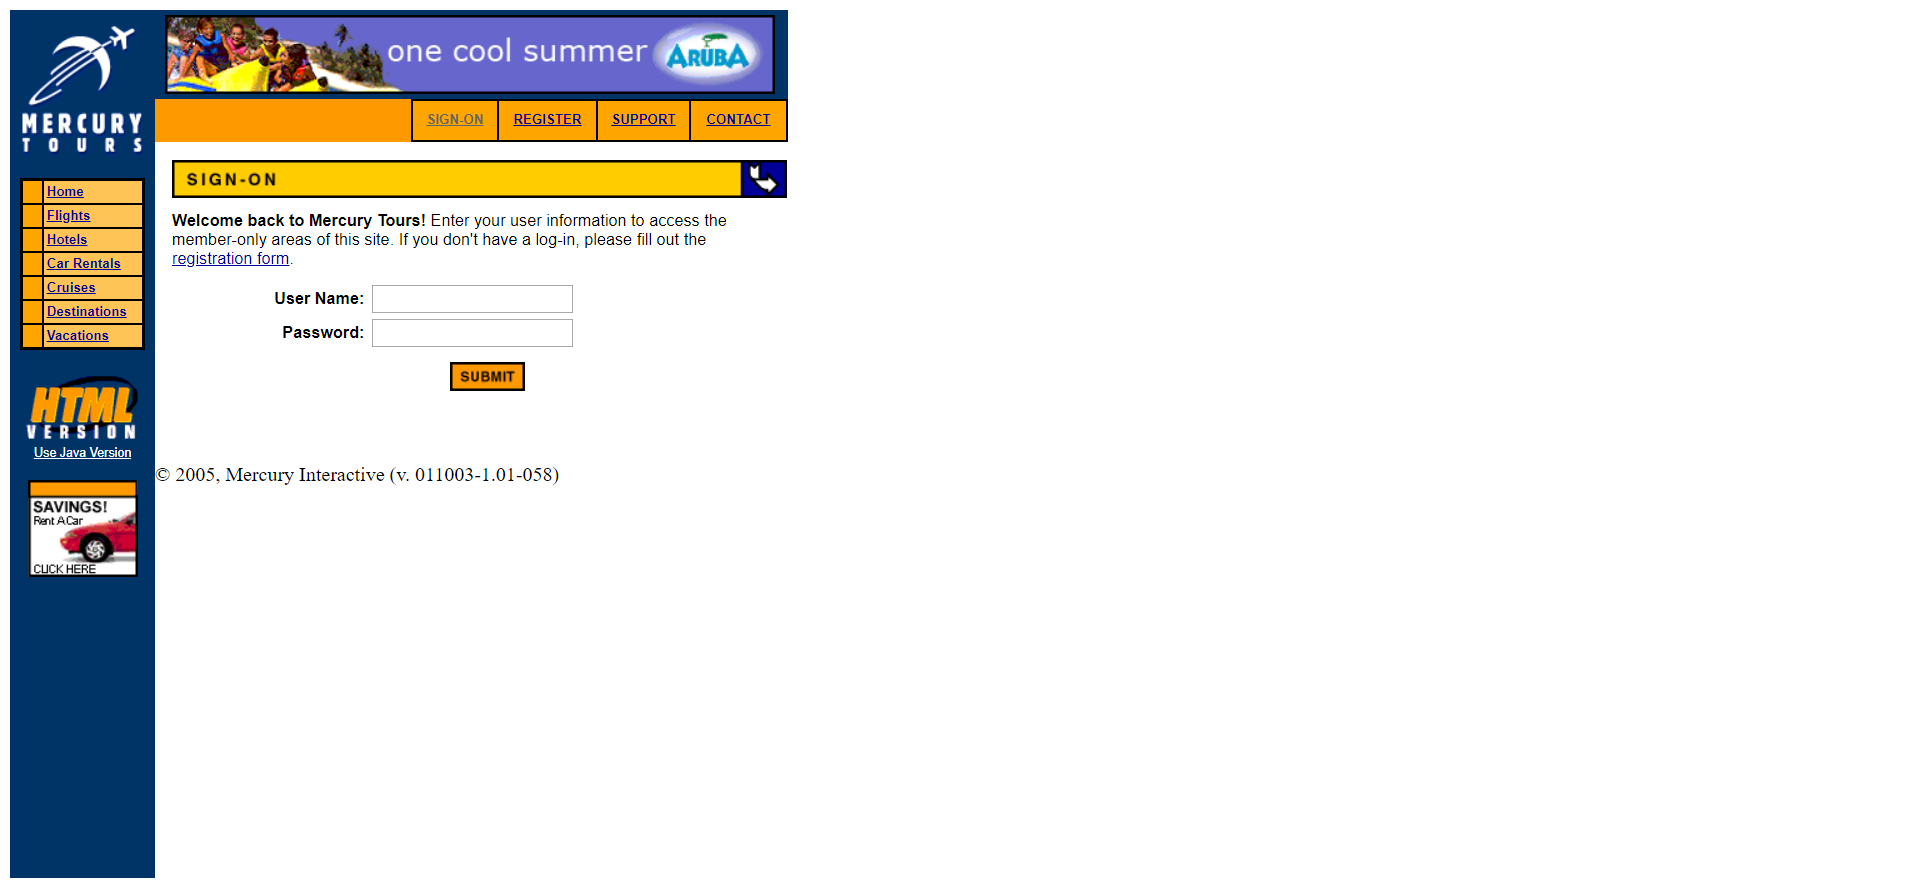 one cool summer ARUBA
MERCURY
TOURS
SIGN-ON REGISTER SUPPORT CONTACT
Home
Flights
Hotels
Car Rentals
Cruises
Destinations
Vacations
HTML
VERSION
Use Java Version
SAVINGS!
Rent A Car
CLICK HERE
SIGN-ON
Welcome back to Mercury Tours! Enter your user information to access the
member-only areas of this site. If you don't have a log-in, please fill out the
registration form.
User Name:
Password:
SUBMIT
© 2005, Mercury Interactive (v. 011003-1.01-058)